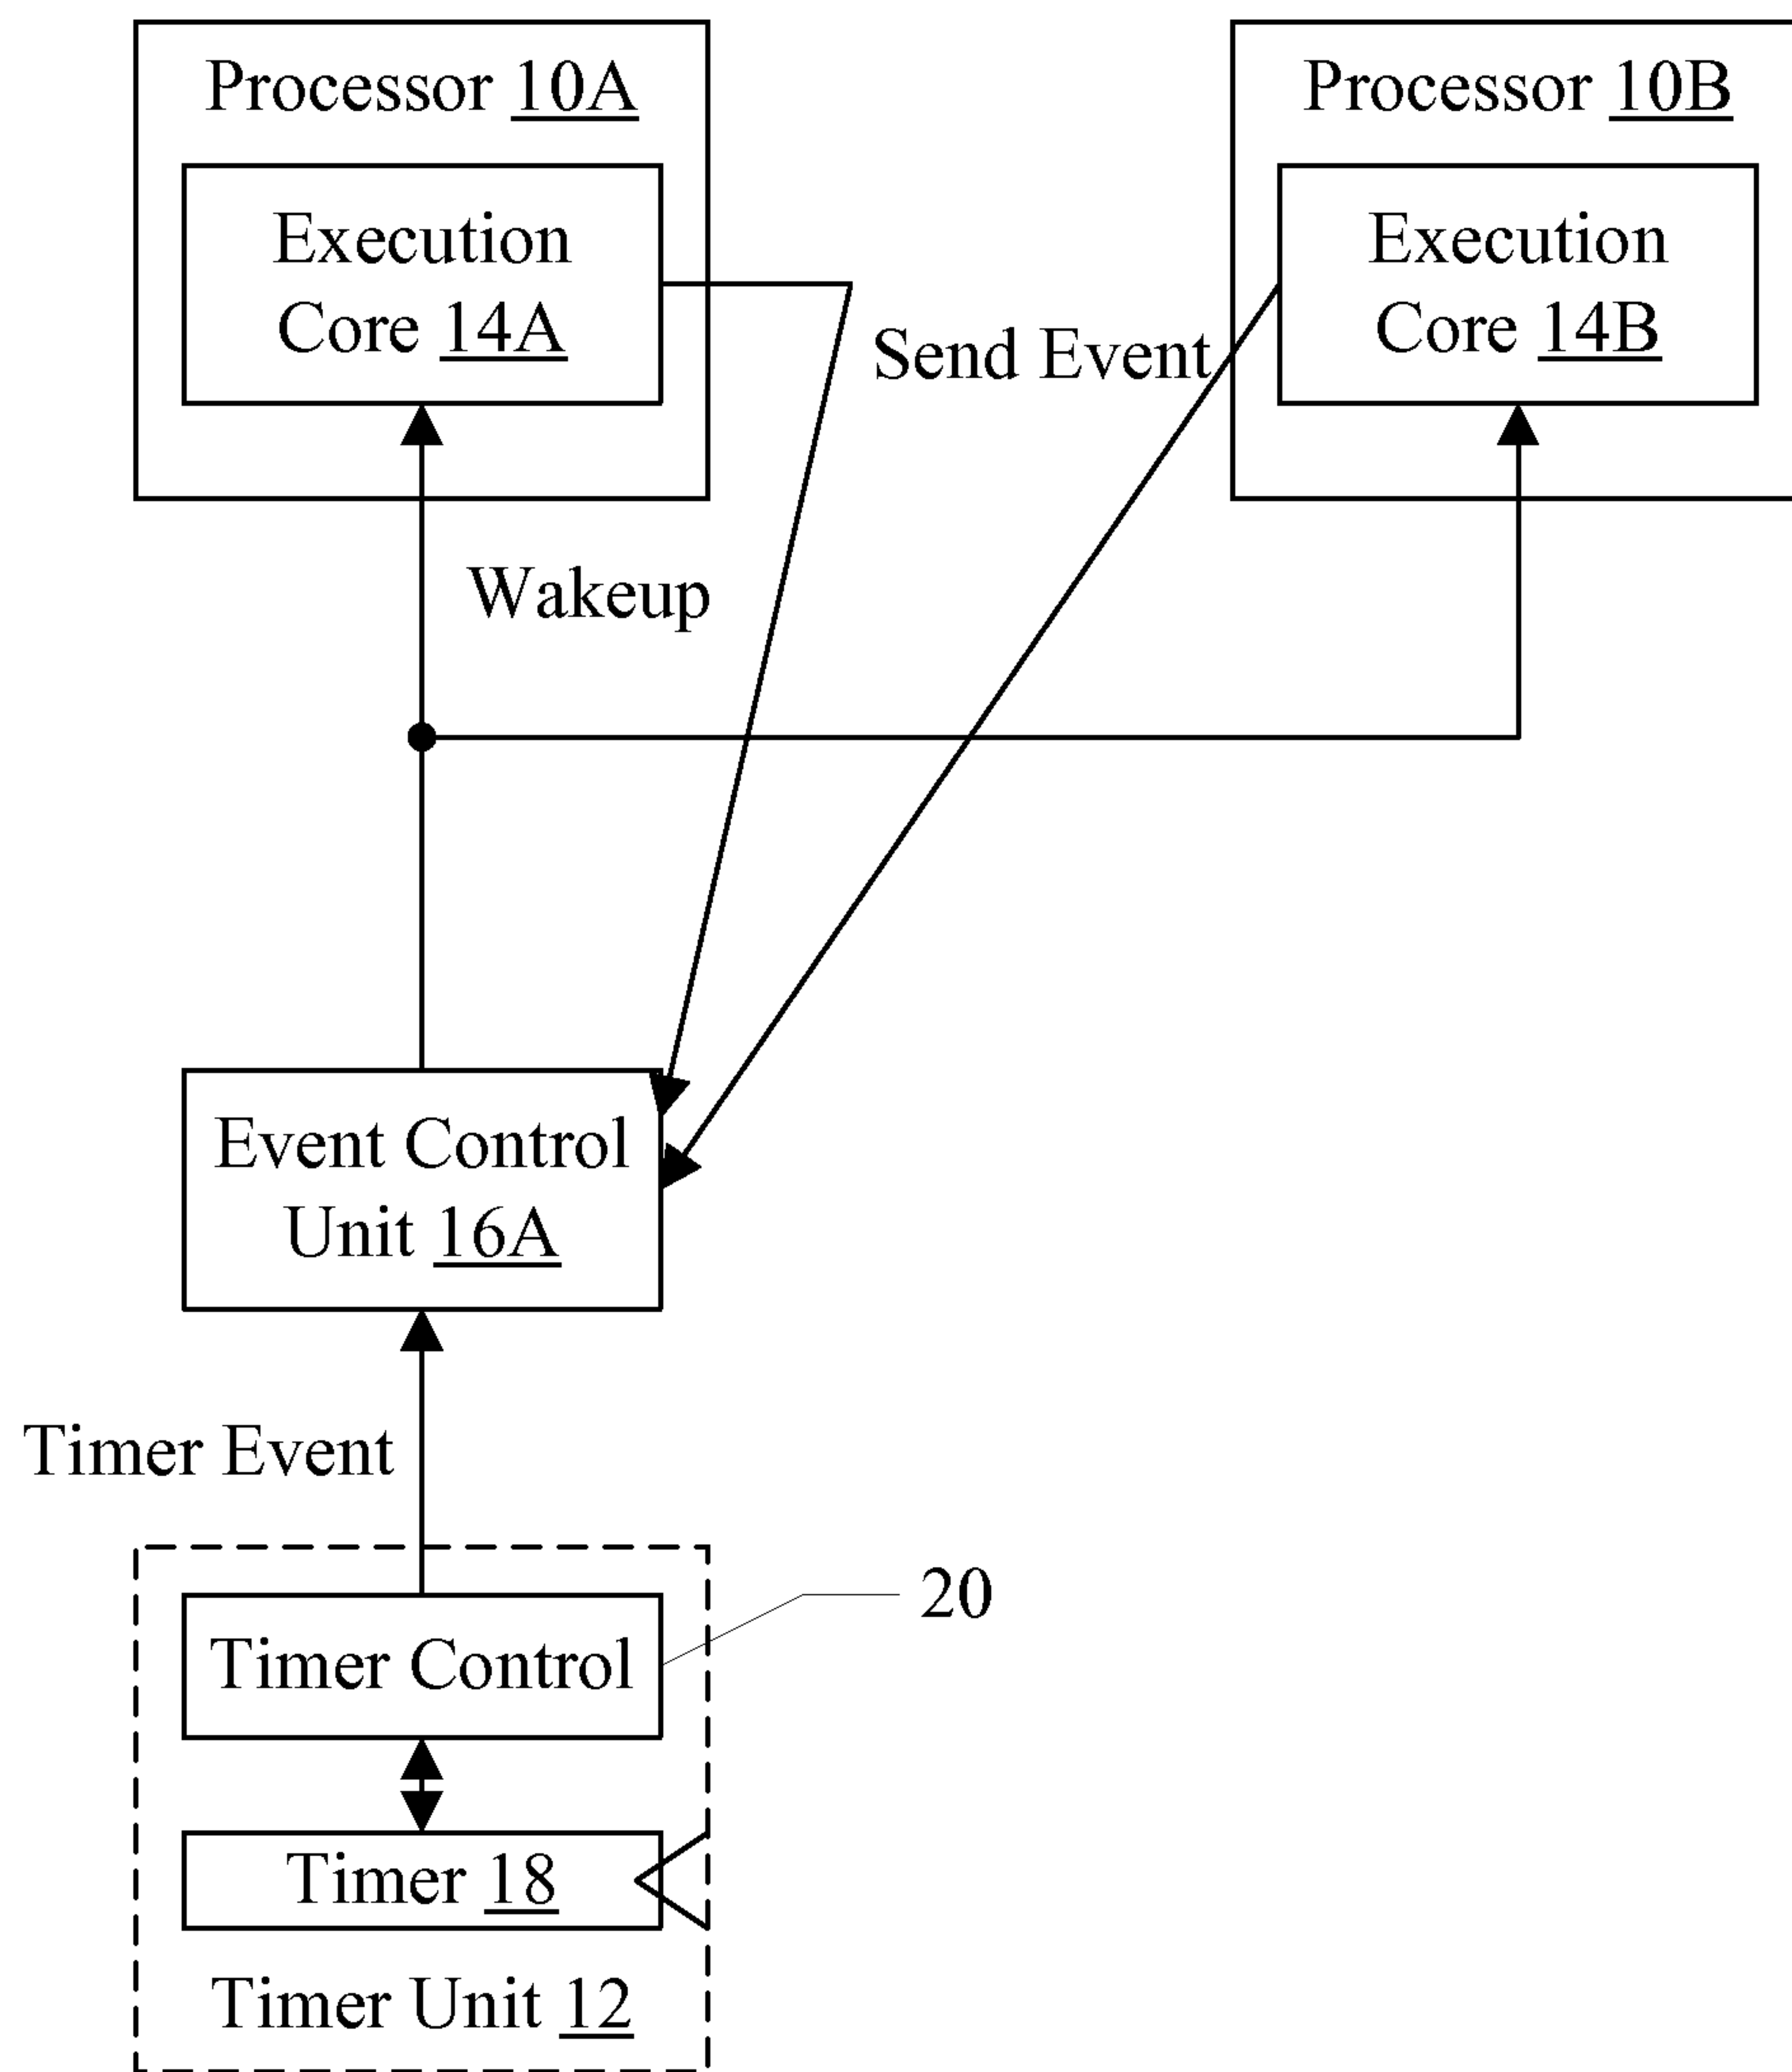 Processor 10A
Processor 10B
Execution
Core 14A
Execution
Core 14B
Send Event
Wakeup
Event Control
Unit 16A
Timer Event
20
Timer Control
Timer 18
Timer Unit 12